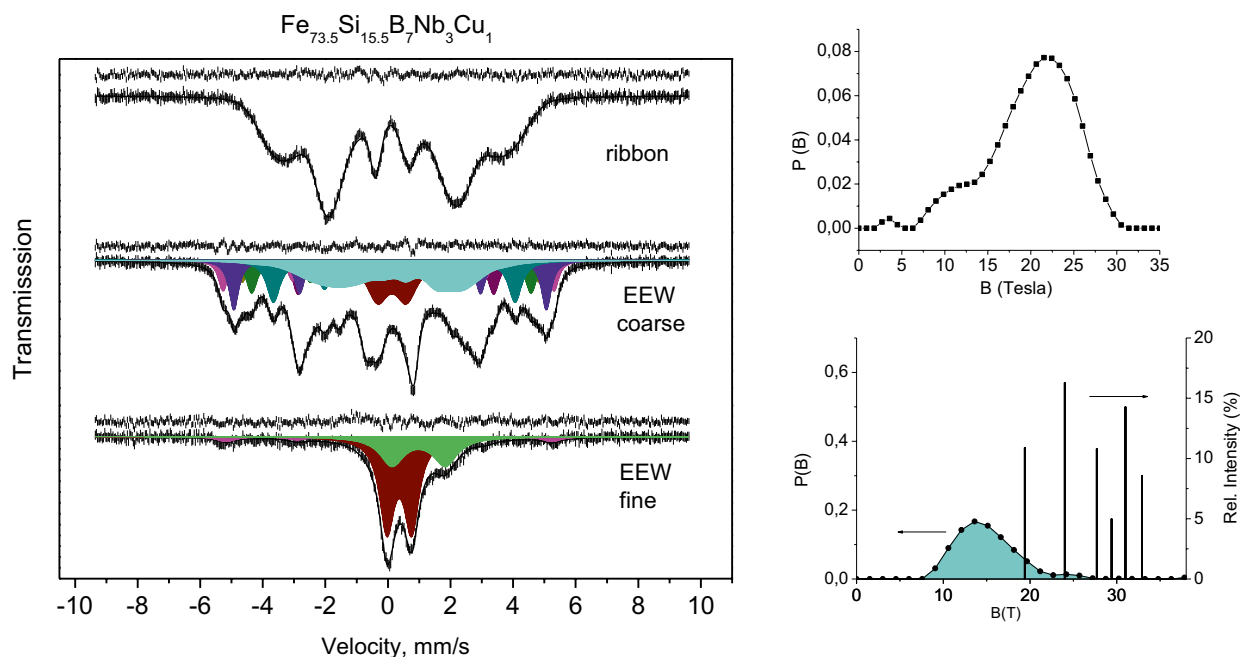 Fe73.5Si15.5B7Nb3Cu1
Transmisssion
ribbon
EEW
coarse
EEW
fine
-10 -8 -6 -4 -2 0 2 4 6 8 10
Velocity, mm/s
P (B)
0,08
0,06
0,04
0,02
0,00
0 5 10 15 20 25 30 35
B (Tesla)
P(B)
0,6
0,4
0,2
0,0
10 20 30
B(T)
20
15
10
5
0
Rel. Intensity (%)